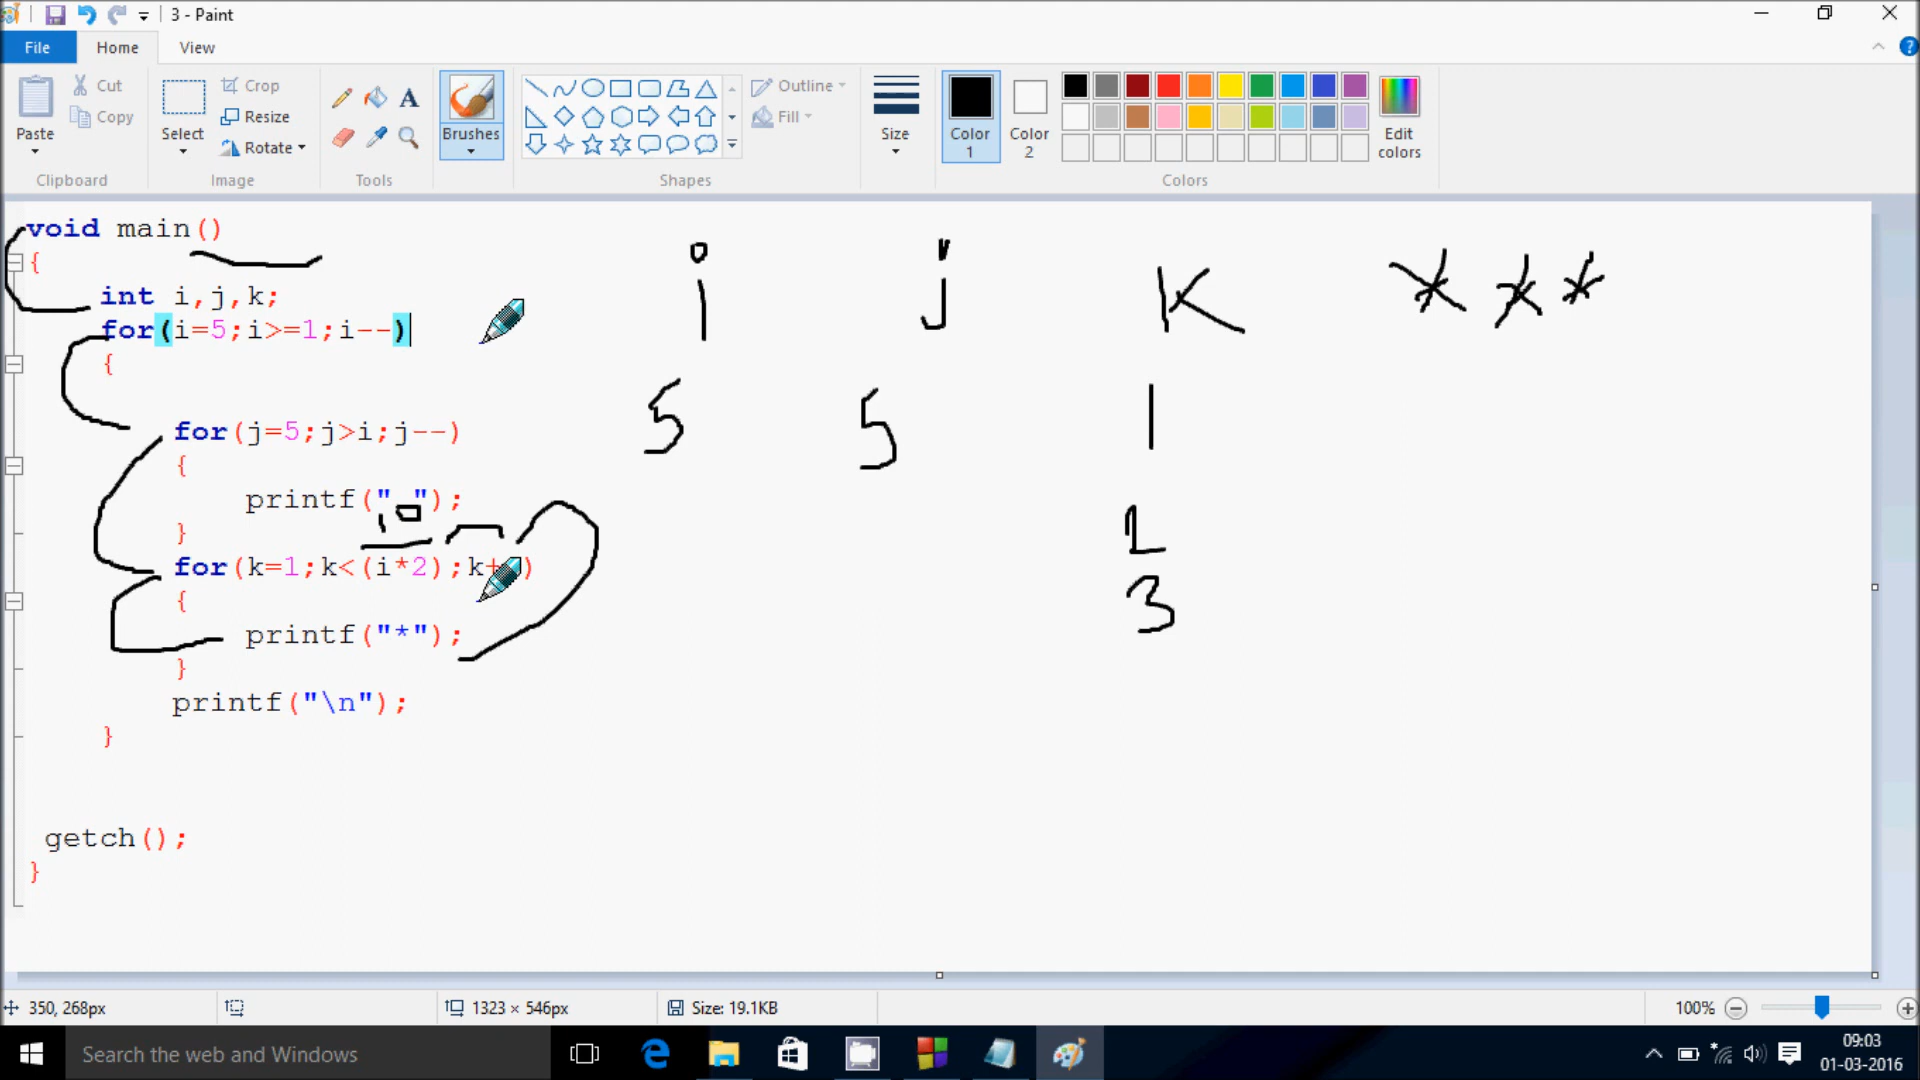 3 - Paint
File Home View
Paste Cut Copy Clipboard
Select Crop Resize Rotate Image
Tools
Brushes
Outline Fill Shapes
Size
Color 1 Color 2 Edit colors Colors
void main()
{
int i,j,k;
for(i=5;i>=1;i--)
{
for(j=5;j>i;j--)
{
printf(" ");
}
for(k=1;k<(i*2);k+ )
{
printf("*");
}
printf("\n");
}
getch();
}
i j K * * *
5 5 1
2
3
10
350, 268px 1323 × 546px Size: 19.1KB 100%
Search the web and Windows
09:03
01-03-2016